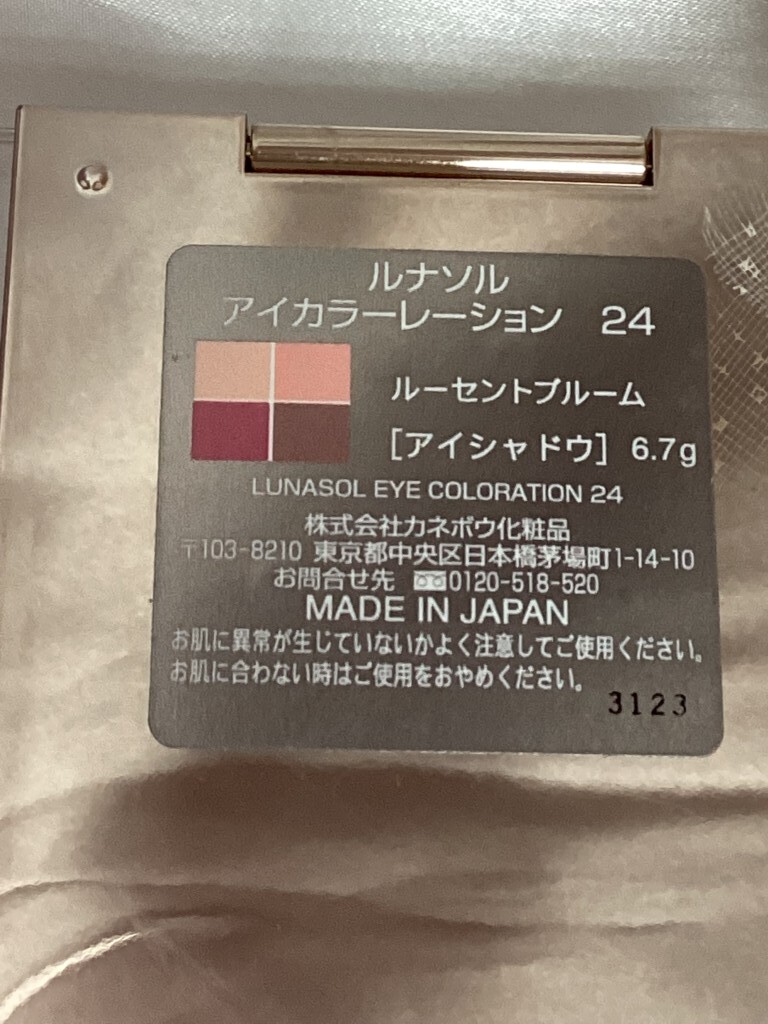 ルナソル
アイカラーレーション 24
ルーセントブルーム
[アイシャドウ] 6.7g
LUNASOL EYE COLORATION 24
株式会社カネボウ化粧品
〒103-8210 東京都中央区日本橋茅場町1-14-10
お問合せ先 0120-518-520
MADE IN JAPAN
お肌に異常が生じていないかよく注意してご使用ください。
お肌に合わない時はご使用をおやめください。
3123